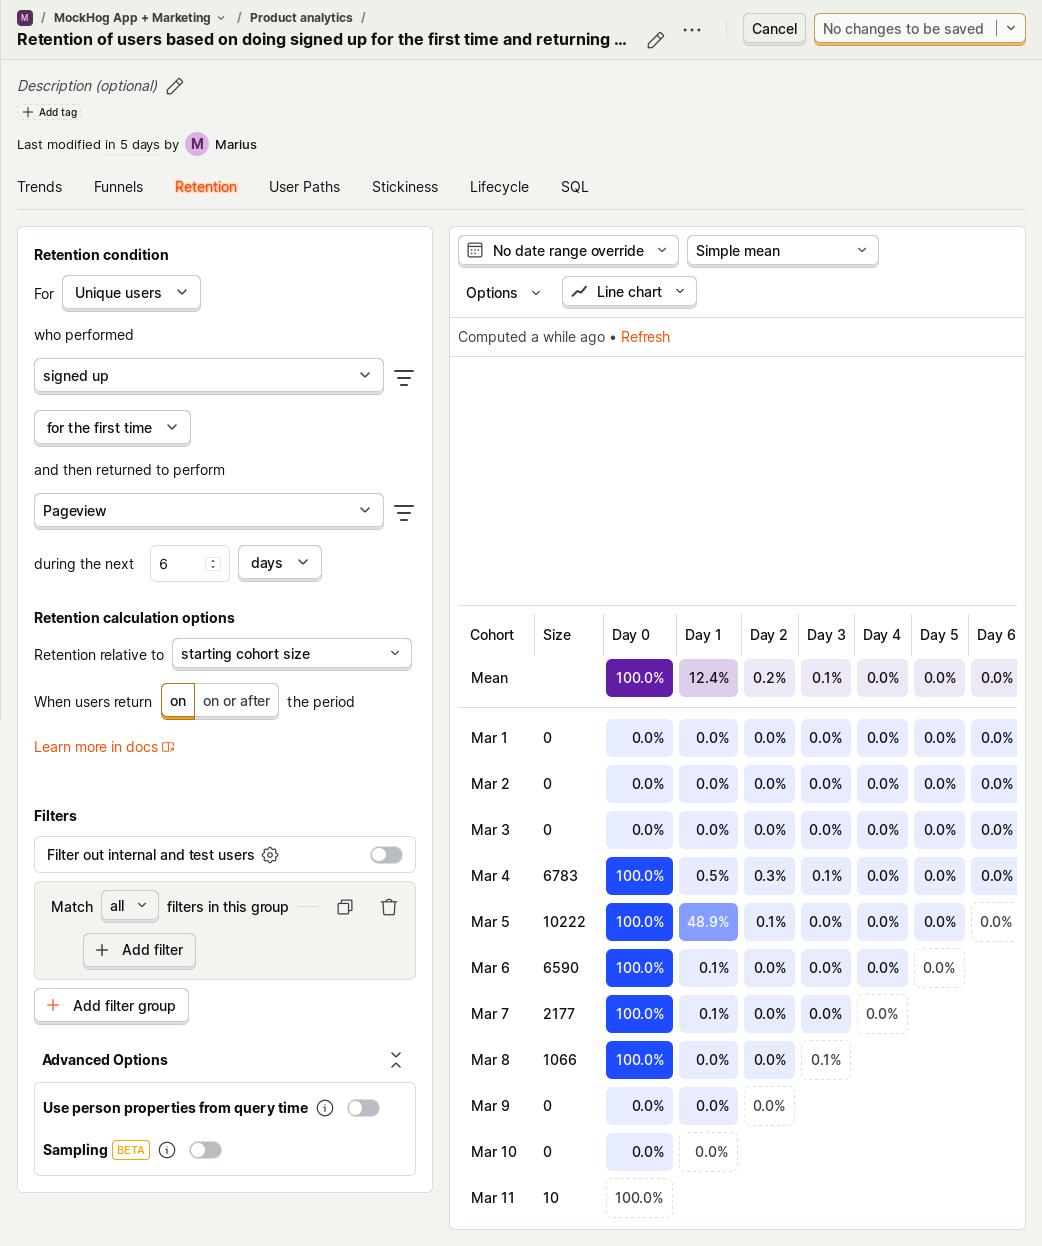 M / MockHog App + Marketing / Product analytics /
Retention of users based on doing signed up for the first time and returning ...
Cancel
No changes to be saved
Description (optional)
Add tag
Last modified in 5 days by M Marius
Trends Funnels Retention User Paths Stickiness Lifecycle SQL
Retention condition
For Unique users
who performed
signed up
for the first time
and then returned to perform
Pageview
during the next 6 days
Retention calculation options
Retention relative to starting cohort size
When users return on on or after the period
Learn more in docs
Filters
Filter out internal and test users
Match all filters in this group
Add filter
Add filter group
Advanced Options
Use person properties from query time
Sampling BETA
No date range override Simple mean
Options Line chart
Computed a while ago • Refresh
Cohort Size Day 0 Day 1 Day 2 Day 3 Day 4 Day 5 Day 6
Mean 100.0% 12.4% 0.2% 0.1% 0.0% 0.0% 0.0%
Mar 1 0 0.0% 0.0% 0.0% 0.0% 0.0% 0.0% 0.0%
Mar 2 0 0.0% 0.0% 0.0% 0.0% 0.0% 0.0% 0.0%
Mar 3 0 0.0% 0.0% 0.0% 0.0% 0.0% 0.0% 0.0%
Mar 4 6783 100.0% 0.5% 0.3% 0.1% 0.0% 0.0% 0.0%
Mar 5 10222 100.0% 48.9% 0.1% 0.0% 0.0% 0.0% 0.0%
Mar 6 6590 100.0% 0.1% 0.0% 0.0% 0.0% 0.0%
Mar 7 2177 100.0% 0.1% 0.0% 0.0% 0.0%
Mar 8 1066 100.0% 0.0% 0.0% 0.1%
Mar 9 0 0.0% 0.0% 0.0%
Mar 10 0 0.0% 0.0%
Mar 11 10 100.0%